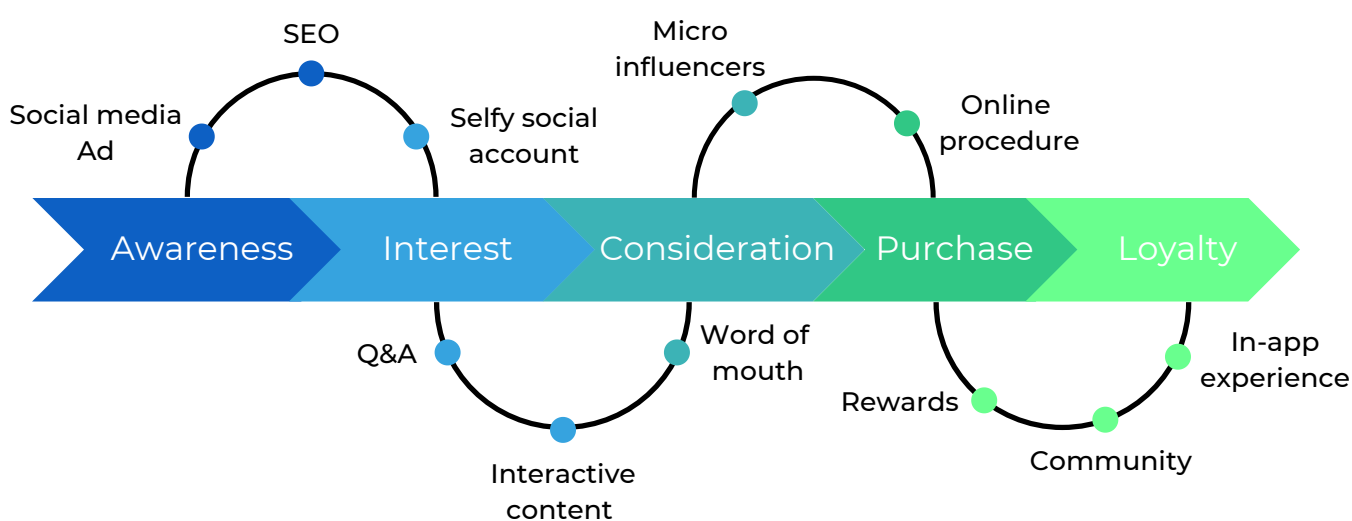 SEO
Social media
Ad
Selfy social
account
Micro
influencers
Online
procedure
Awareness
Interest
Consideration
Purchase
Loyalty
Q&A
Interactive
content
Word of
mouth
Rewards
Community
In-app
experience